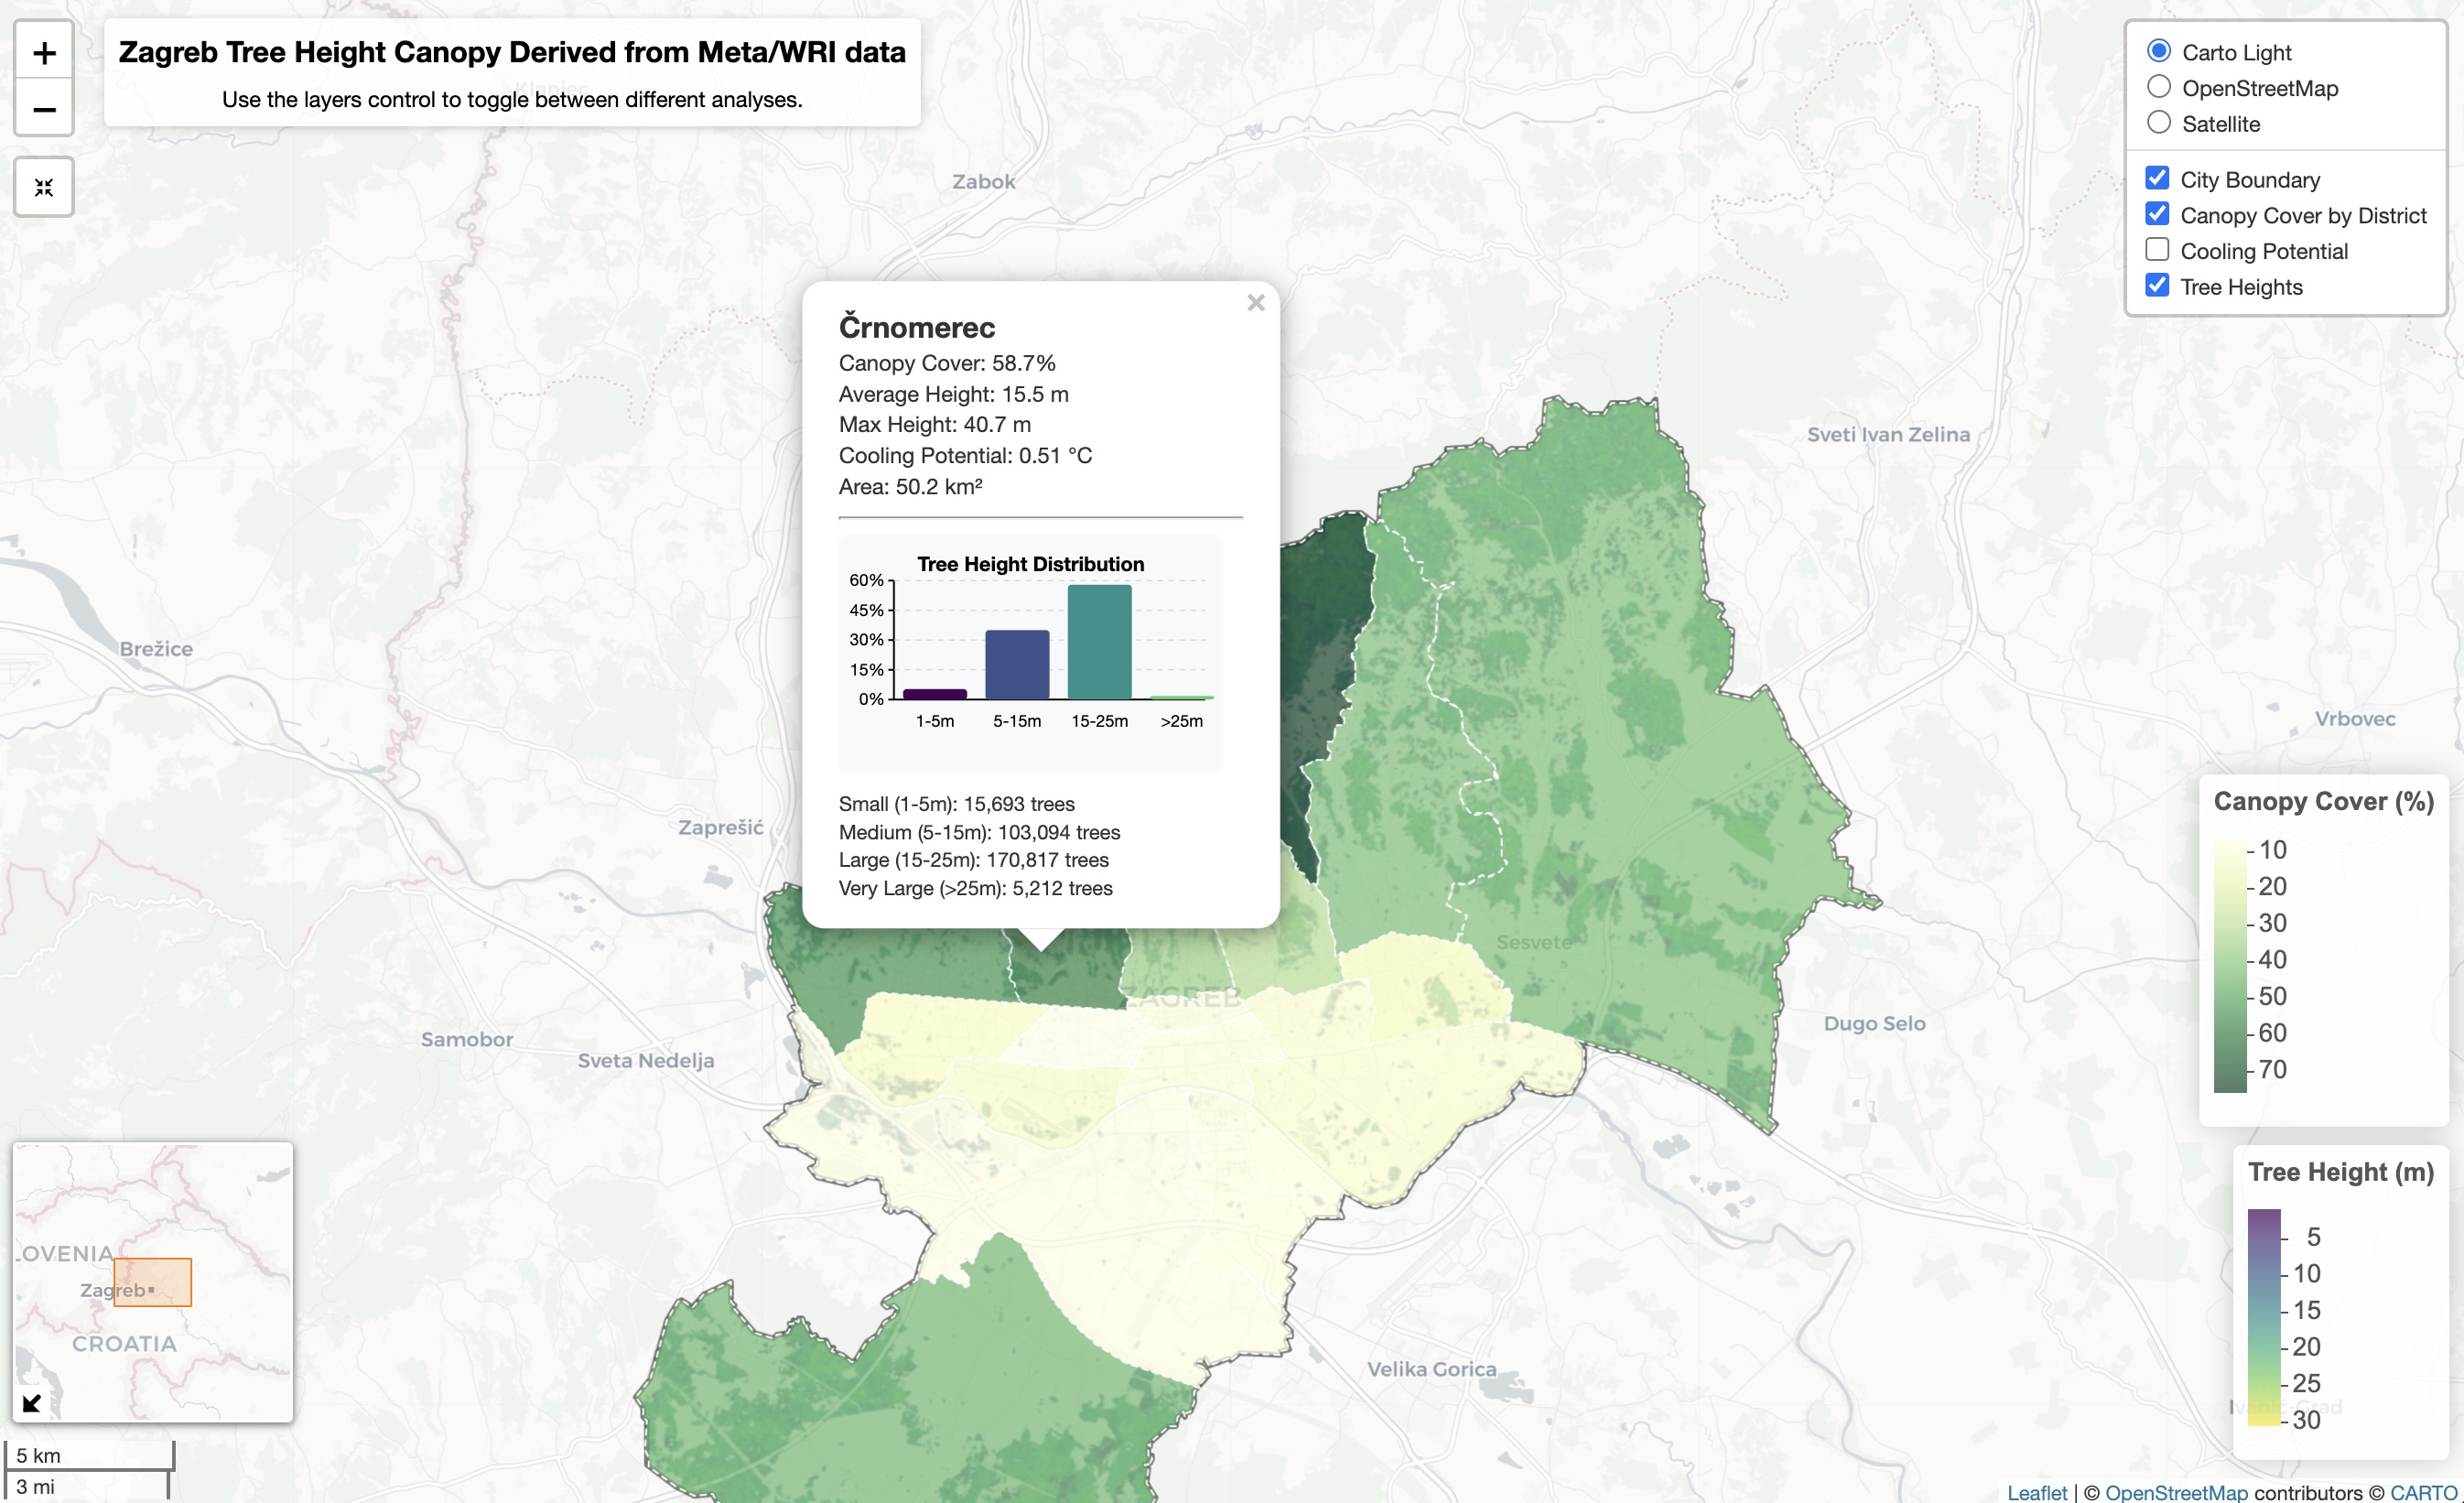 +
−
Zagreb Tree Height Canopy Derived from Meta/WRI data
Use the layers control to toggle between different analyses.
Carto Light
OpenStreetMap
Satellite
City Boundary
Canopy Cover by District
Cooling Potential
Tree Heights
Klanjec
Zabok
Sveti Ivan Zelina
Brežice
Vrbovec
Zaprešić
Sesvete
ZAGREB
Samobor
Sveta Nedelja
Dugo Selo
Velika Gorica
Ivanić-Grad
×
Črnomerec
Canopy Cover: 58.7%
Average Height: 15.5 m
Max Height: 40.7 m
Cooling Potential: 0.51 °C
Area: 50.2 km²
Tree Height Distribution
60%
45%
30%
15%
0%
1-5m 5-15m 15-25m >25m
Small (1-5m): 15,693 trees
Medium (5-15m): 103,094 trees
Large (15-25m): 170,817 trees
Very Large (>25m): 5,212 trees
Canopy Cover (%)
10
20
30
40
50
60
70
Tree Height (m)
5
10
15
20
25
30
LOVENIA
Zagreb
CROATIA
5 km
3 mi
Leaflet | © OpenStreetMap contributors © CARTO